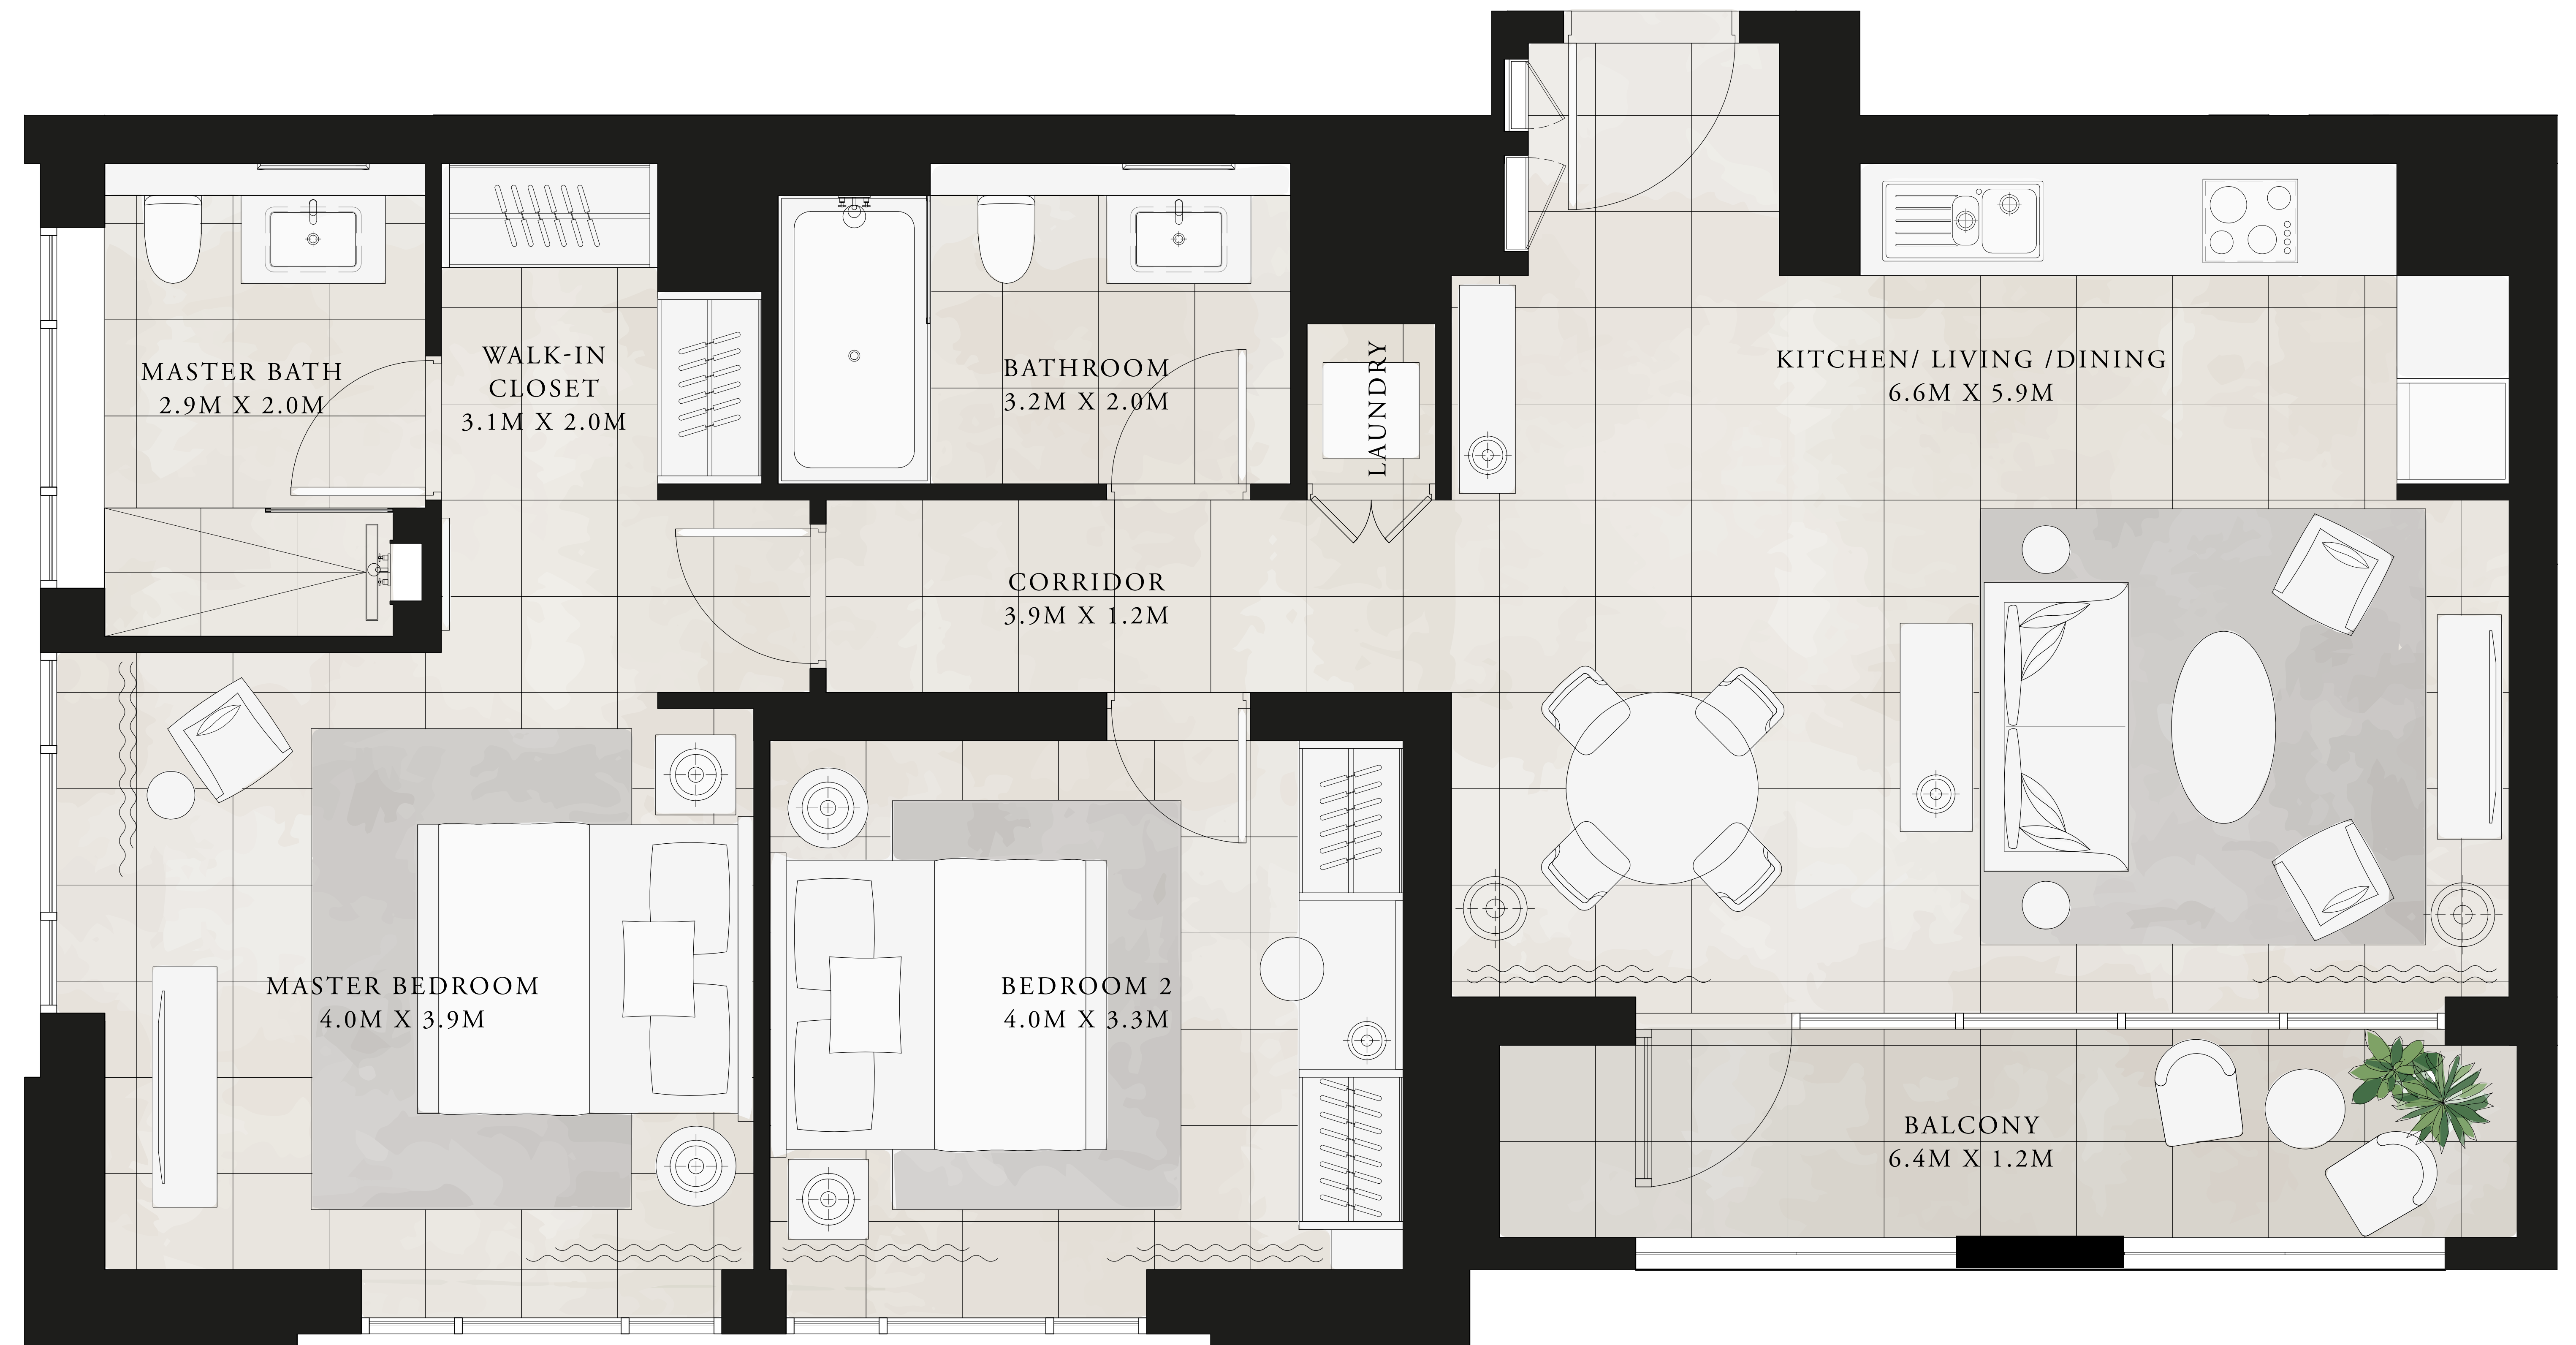 MASTER BATH
2.9M X 2.0M
WALK-IN
CLOSET
3.1M X 2.0M
BATHROOM
3.2M X 2.0M
LAUNDRY
KITCHEN/ LIVING /DINING
6.6M X 5.9M
CORRIDOR
3.9M X 1.2M
MASTER BEDROOM
4.0M X 3.9M
BEDROOM 2
4.0M X 3.3M
BALCONY
6.4M X 1.2M